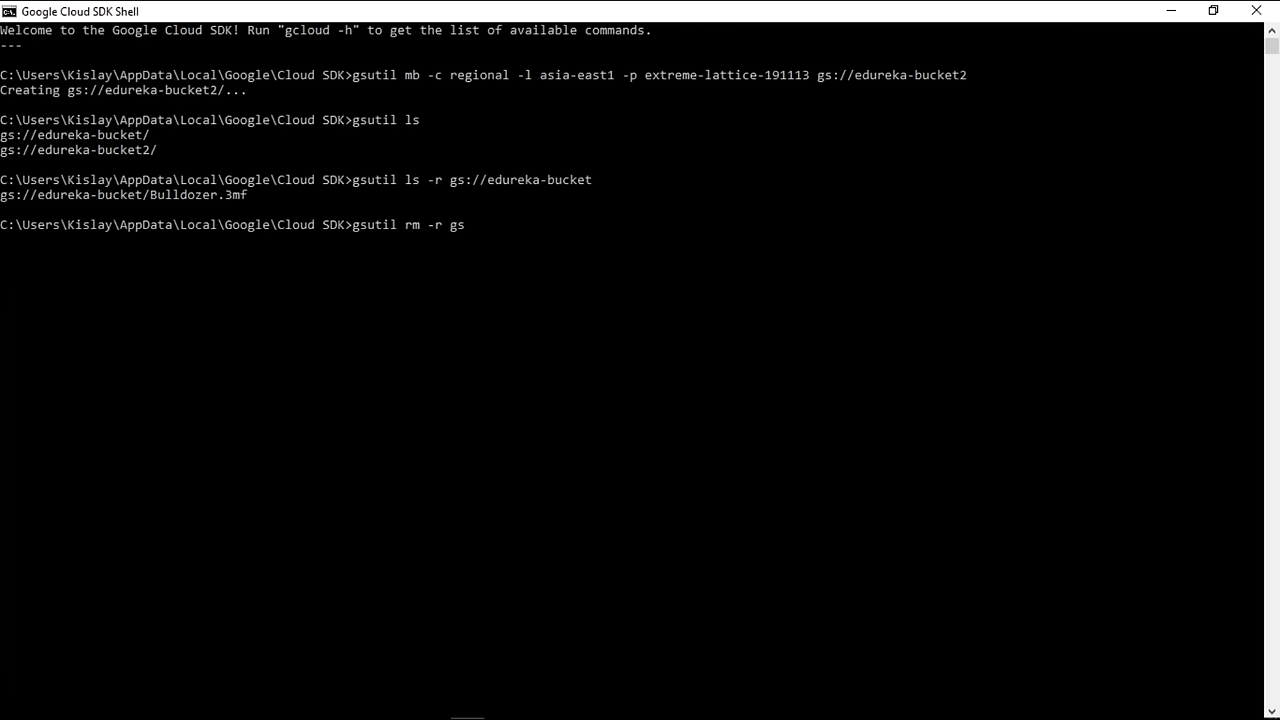 Google Cloud SDK Shell
Welcome to the Google Cloud SDK! Run "gcloud -h" to get the list of available commands.
---
C:\Users\Kislay\AppData\Local\Google\Cloud SDK>gsutil mb -c regional -l asia-east1 -p extreme-lattice-191113 gs://edureka-bucket2
Creating gs://edureka-bucket2/...
C:\Users\Kislay\AppData\Local\Google\Cloud SDK>gsutil ls
gs://edureka-bucket/
gs://edureka-bucket2/
C:\Users\Kislay\AppData\Local\Google\Cloud SDK>gsutil ls -r gs://edureka-bucket
gs://edureka-bucket/Bulldozer.3mf
C:\Users\Kislay\AppData\Local\Google\Cloud SDK>gsutil rm -r gs